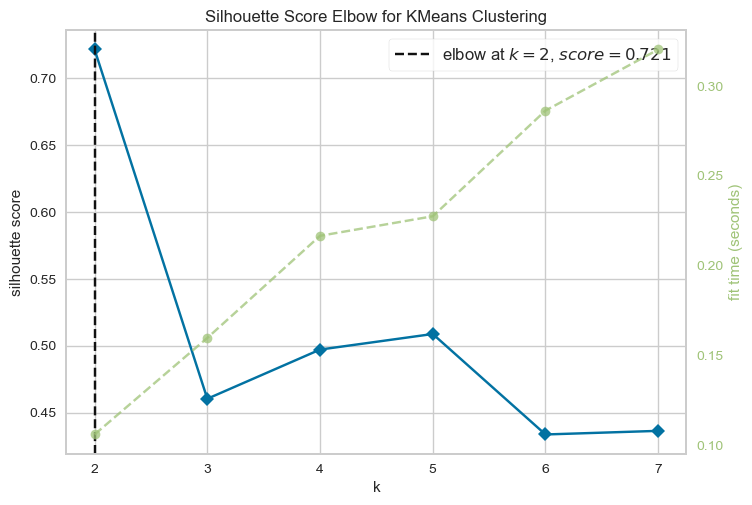 Silhouette Score Elbow for KMeans Clustering
elbow at k = 2, score = 0.721
silhouette score
0.70
0.65
0.60
0.55
0.50
0.45
0.30
0.25
0.20
0.15
0.10
fit time (seconds)
2 3 4 5 6 7
k